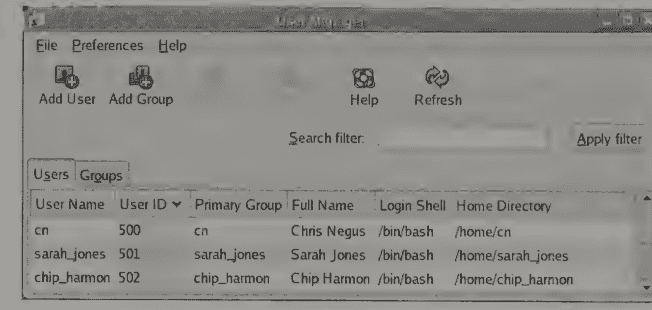 User Manager
File Preferences Help
Add User Add Group Help Refresh
Search filter: Apply filter
Users Groups
User Name User ID Primary Group Full Name Login Shell Home Directory
cn 500 cn Chris Negus /bin/bash /home/cn
sarah_jones 501 sarah_jones Sarah Jones /bin/bash /home/sarah_jones
chip_harmon 502 chip_harmon Chip Harmon /bin/bash /home/chip_harmon